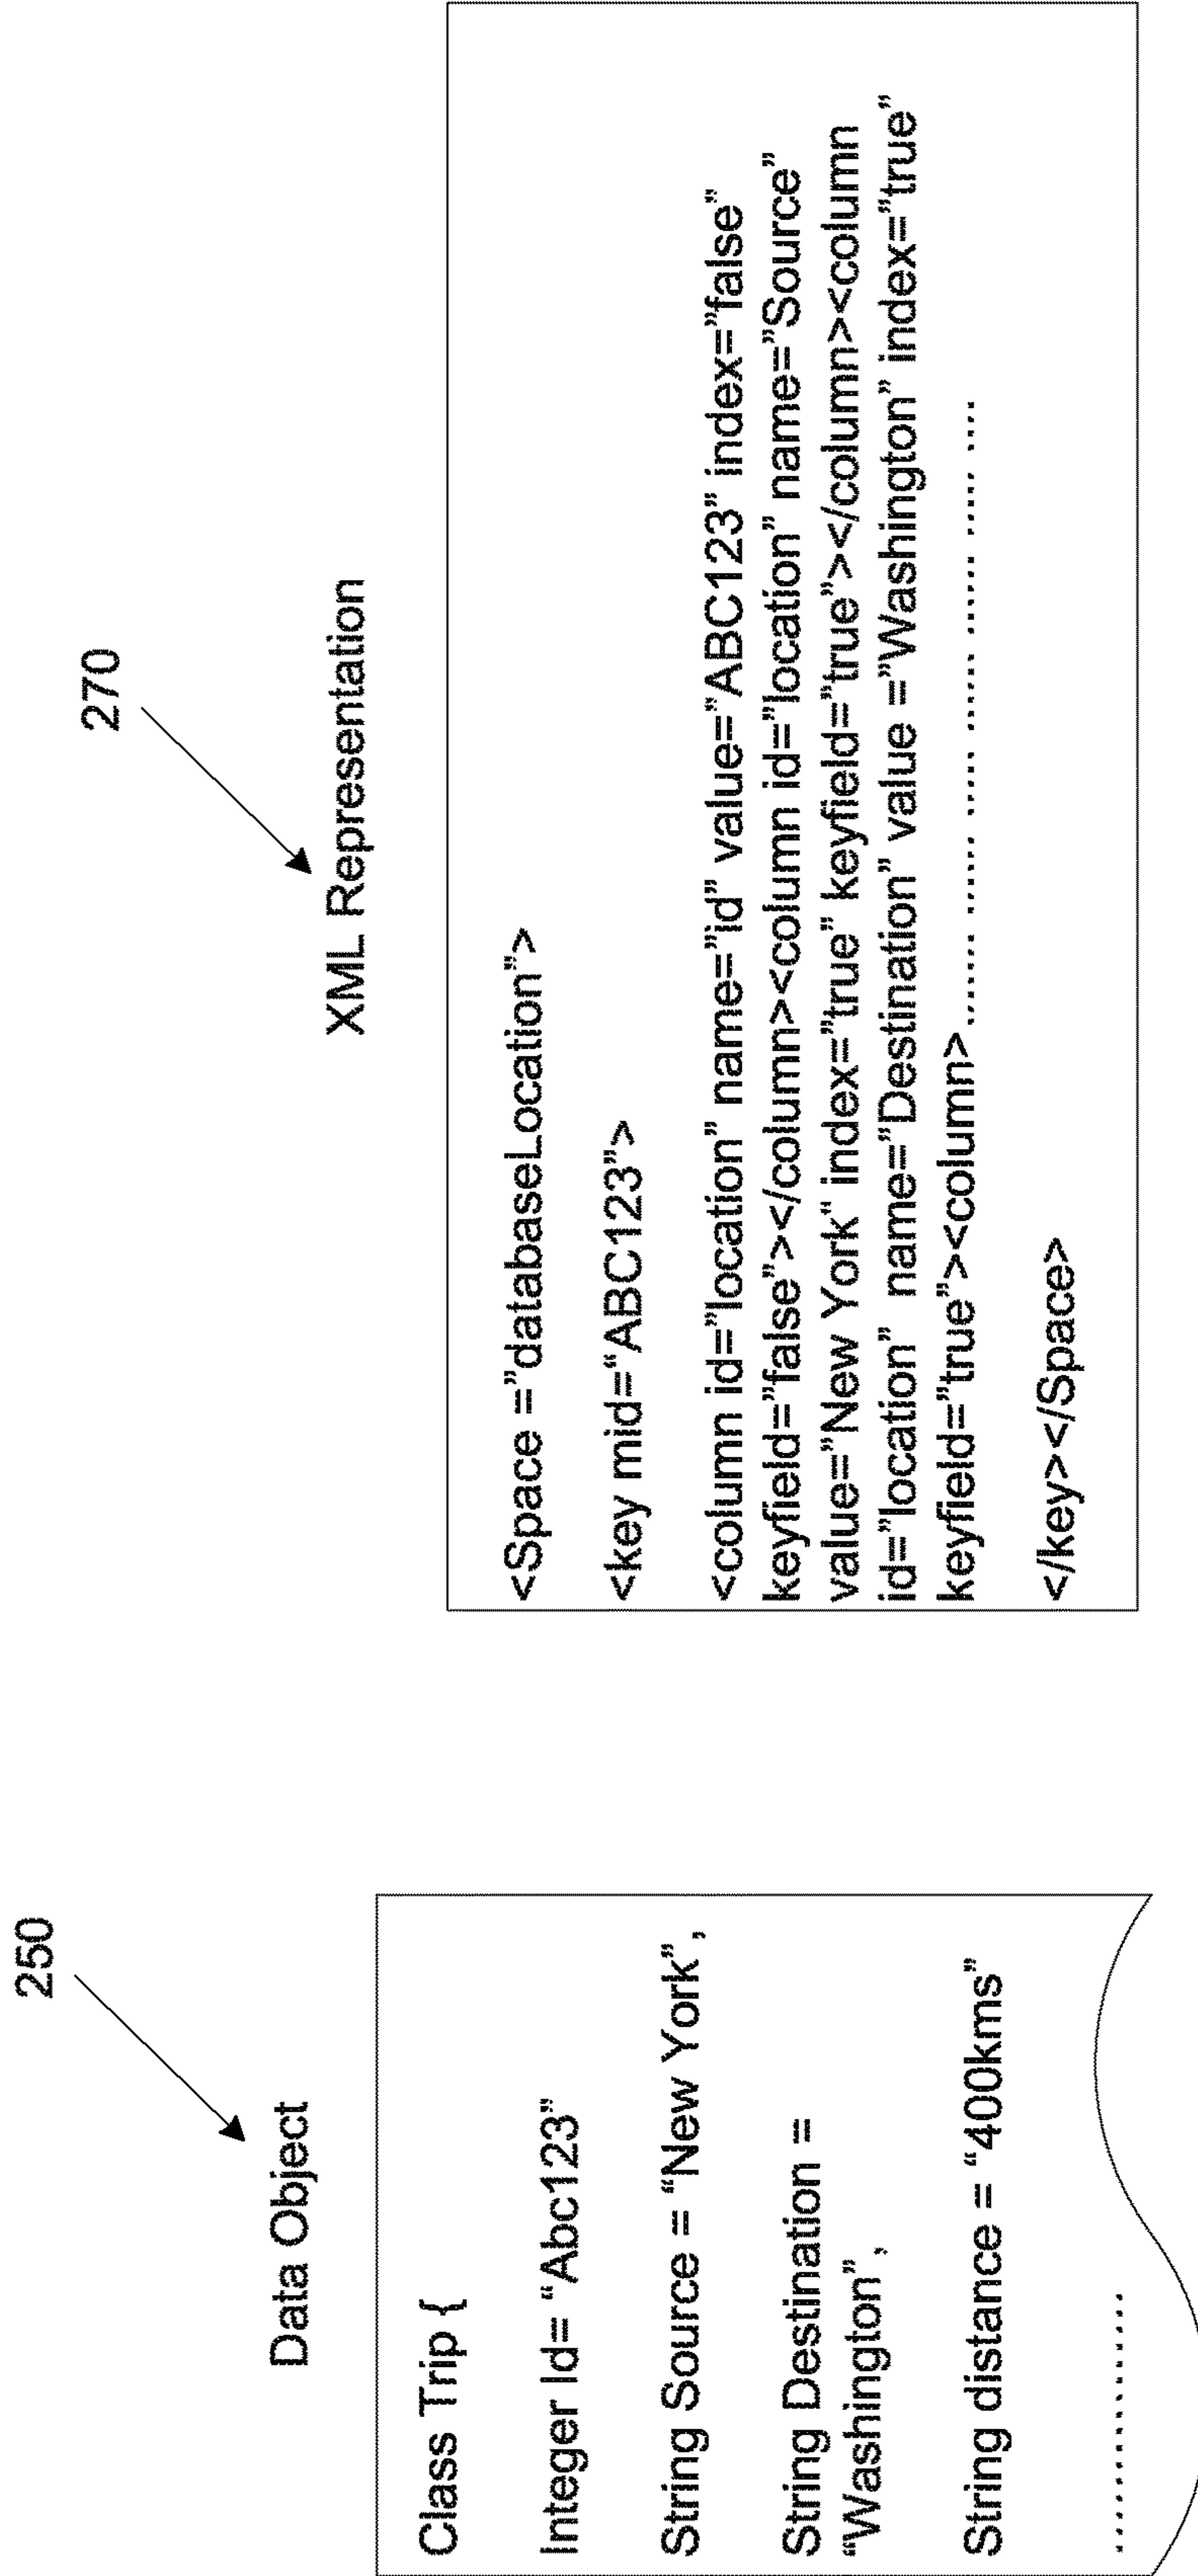 250
Data Object
Class Trip {
Integer Id= “Abc123”
String Source = “New York”,
String Destination =
“Washington” ,
String distance = “400kms”
................
270
XML Representation
<Space =”databaseLocation”>
<key mid=“ABC123”>
<column id=”location” name=”id” value=”ABC123” index=”false”
keyfield=”false”></column><column id=”location” name=”Source”
value=”New York" index=”true” keyfield=”true”></column><column
id=”location” name=”Destination” value =”Washington” index=”true”
keyfield=”true”><column>...... ..... ..... ..... ..... ..... ....
</key></Space>